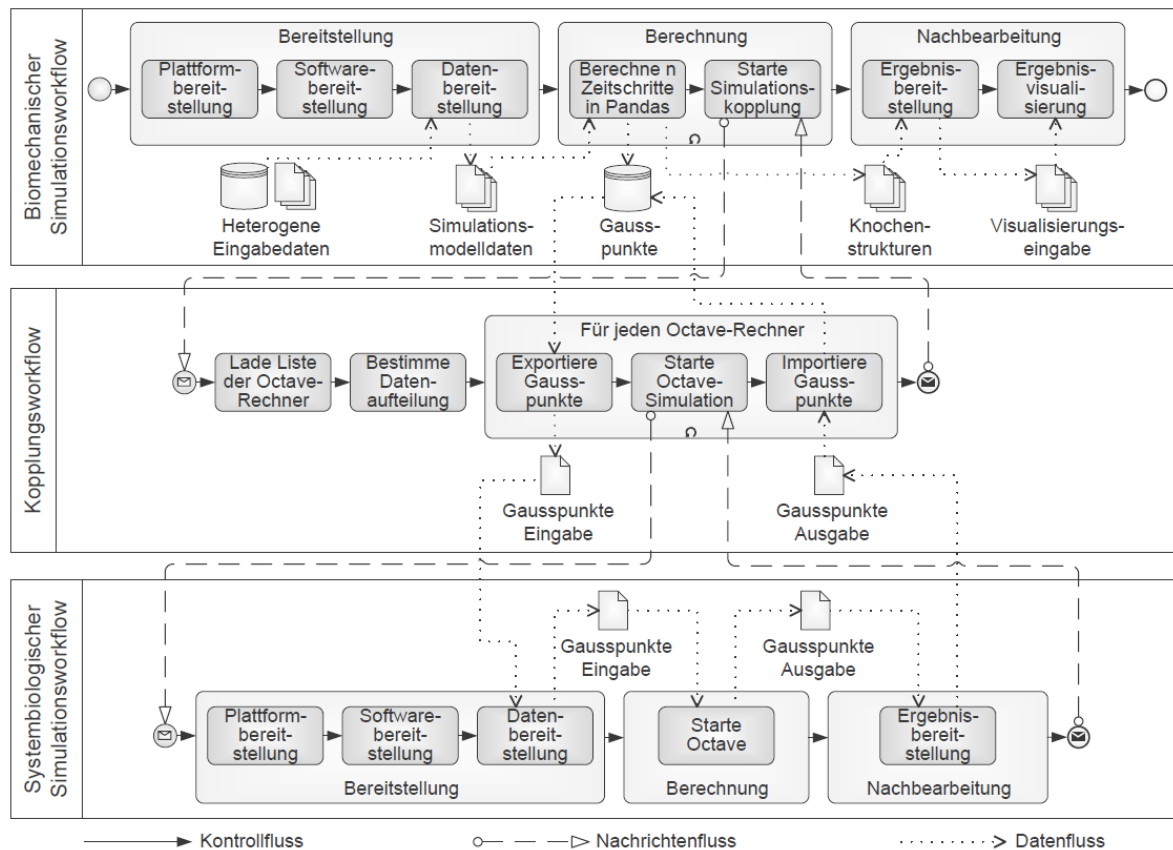 Biomechanischer
Simulationsworkflow
Bereitstellung
Plattform-
bereit-
stellung
Software-
bereit-
stellung
Daten-
bereit-
stellung
Berechnung
Berechne n
Zeitschritte
in Pandas
Starte
Simulations-
kopplung
Nachbearbeitung
Ergebnis-
bereit-
stellung
Ergebnis-
visuali-
sierung
Heterogene
Eingabedaten
Simulations-
modelldaten
Gauss-
punkte
Knochen-
strukturen
Visualisierungs-
eingabe
Kopplungsworkflow
Lade Liste
der Octave-
Rechner
Bestimme
Daten-
aufteilung
Für jeden Octave-Rechner
Exportiere
Gauss-
punkte
Starte
Octave-
Simulation
Importiere
Gauss-
punkte
Gausspunkte
Eingabe
Gausspunkte
Ausgabe
Systembiologischer
Simulationsworkflow
Gausspunkte
Eingabe
Gausspunkte
Ausgabe
Plattform-
bereit-
stellung
Software-
bereit-
stellung
Daten-
bereit-
stellung
Bereitstellung
Starte
Octave
Berechnung
Ergebnis-
bereit-
stellung
Nachbearbeitung
Kontrollfluss
Nachrichtenfluss
Datenfluss